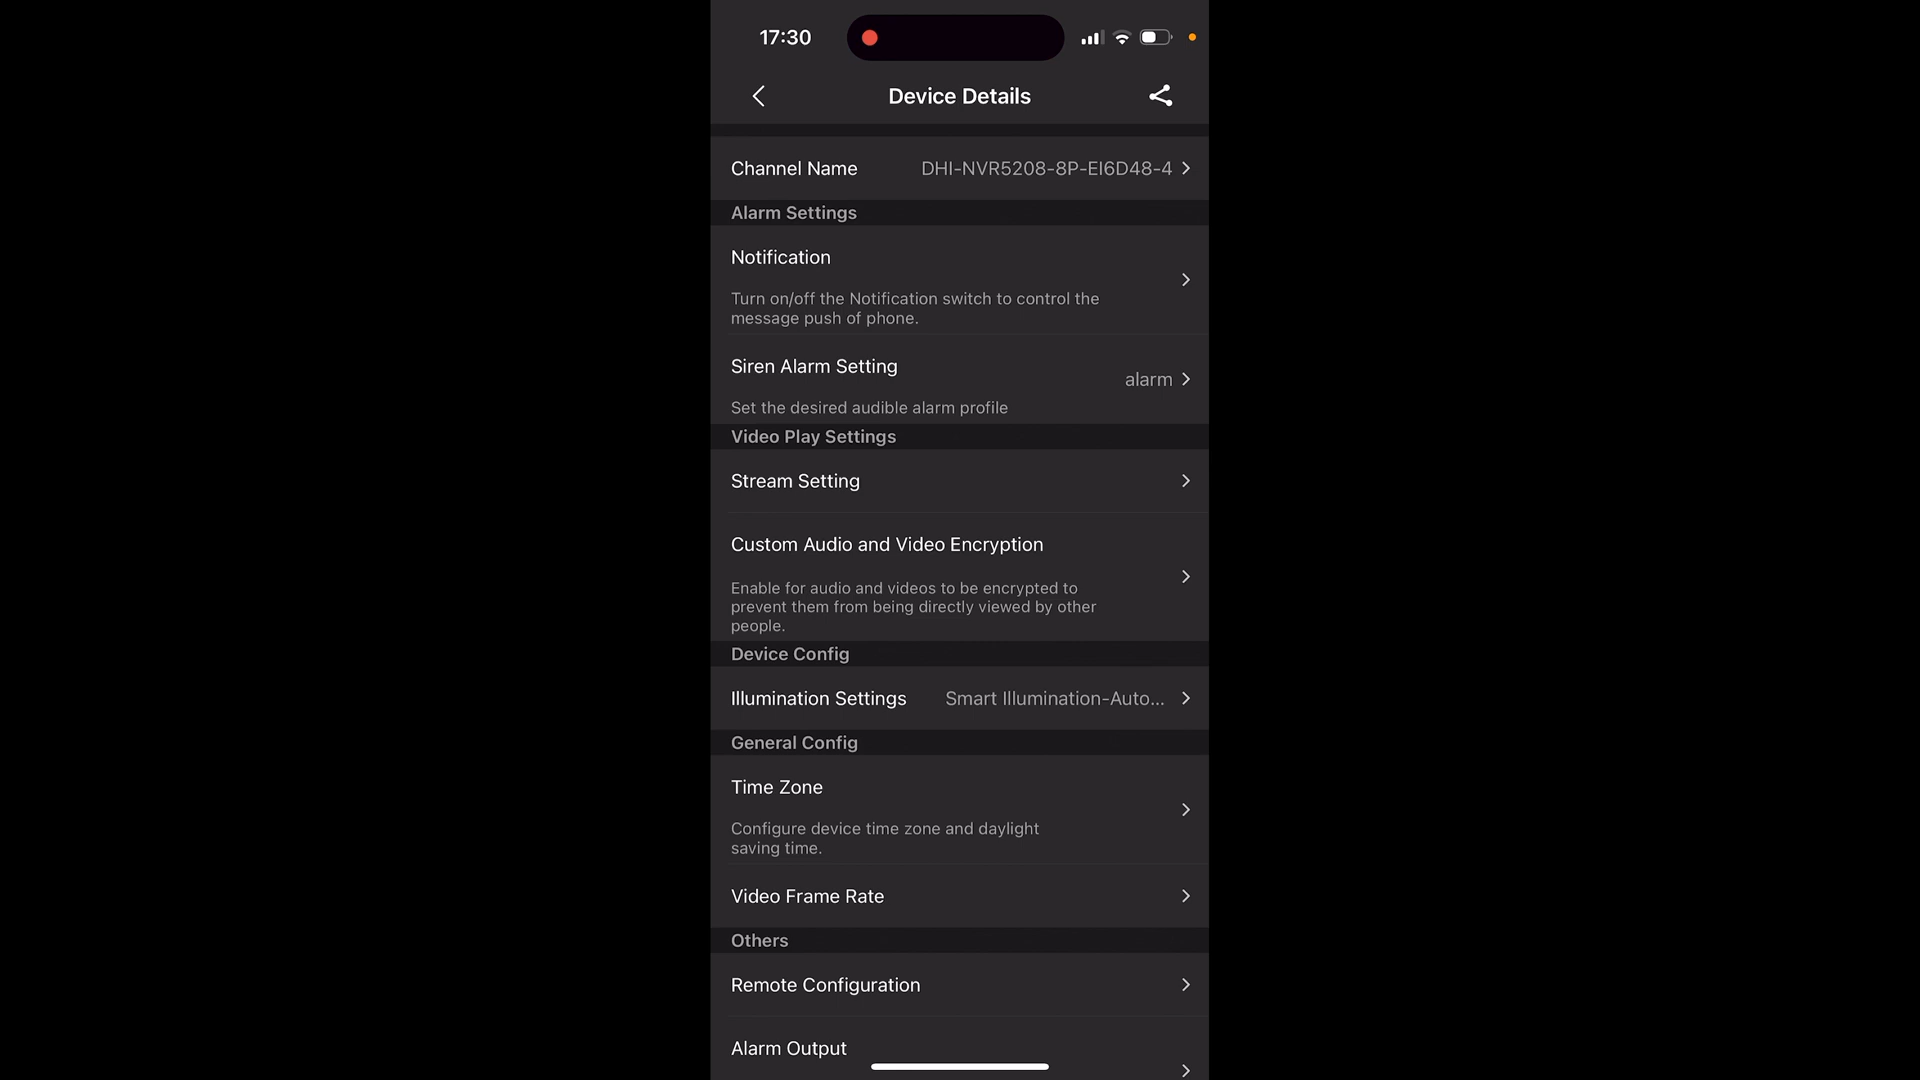 17:30
Device Details
Channel Name DHI-NVR5208-8P-EI6D48-4
Alarm Settings
Notification
Turn on/off the Notification switch to control the
message push of phone.
Siren Alarm Setting
alarm
Set the desired audible alarm profile
Video Play Settings
Stream Setting
Custom Audio and Video Encryption
Enable for audio and videos to be encrypted to
prevent them from being directly viewed by other
people.
Device Config
Illumination Settings Smart Illumination-Auto...
General Config
Time Zone
Configure device time zone and daylight
saving time.
Video Frame Rate
Others
Remote Configuration
Alarm Output